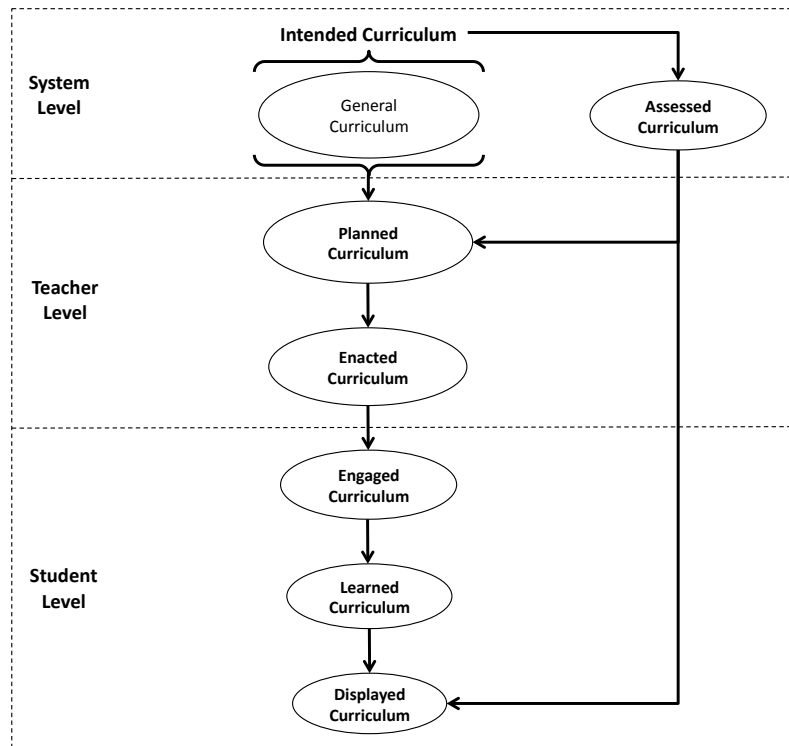 Intended Curriculum
System
Level
General
Curriculum
Assessed
Curriculum
Planned
Curriculum
Teacher
Level
Enacted
Curriculum
Engaged
Curriculum
Student
Level
Learned
Curriculum
Displayed
Curriculum